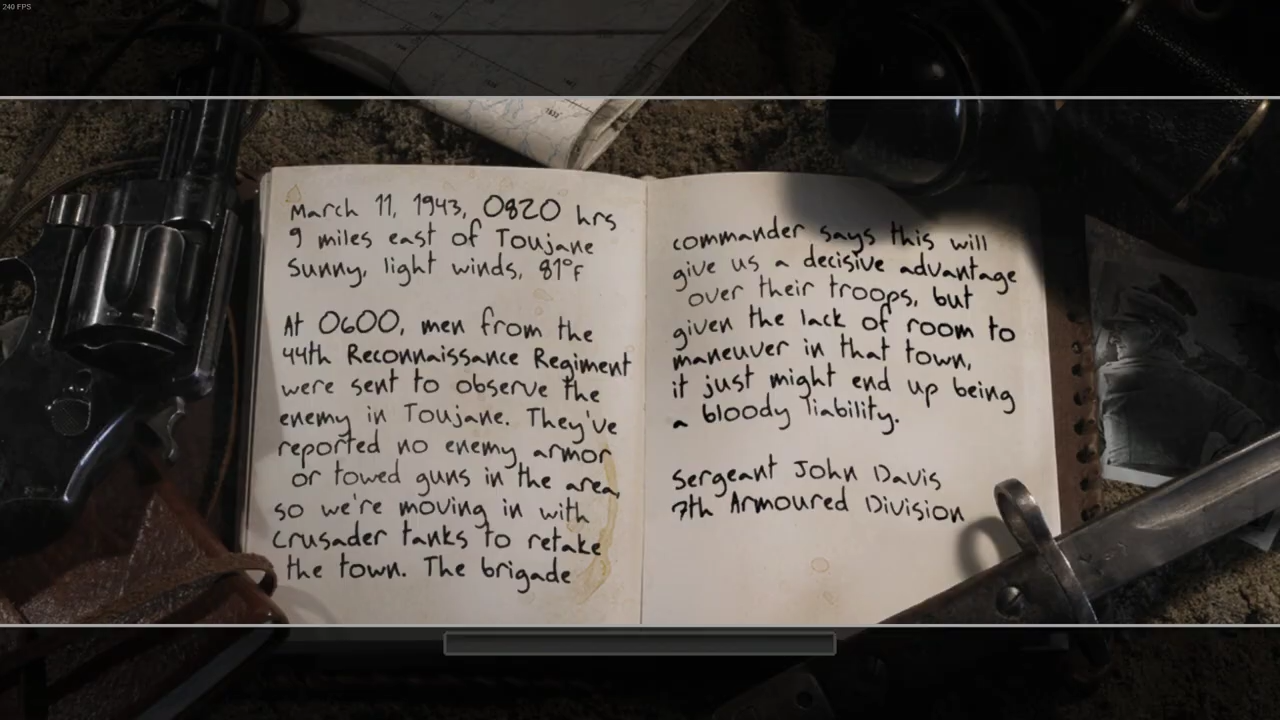 240 FPS
March 11, 1943, 0820 hrs
9 miles east of Toujane
Sunny, light winds, 81°F
At 0600, men from the
44th Reconnaissance Regiment
were sent to observe the
enemy in Toujane. They've
reported no enemy armor
or towed guns in the area,
so we're moving in with
Crusader tanks to retake
the town. The brigade
commander says this will
give us a decisive advantage
over their troops, but
given the lack of room to
maneuver in that town,
it just might end up being
a bloody liability.
Sergeant John Davis
7th Armoured Division